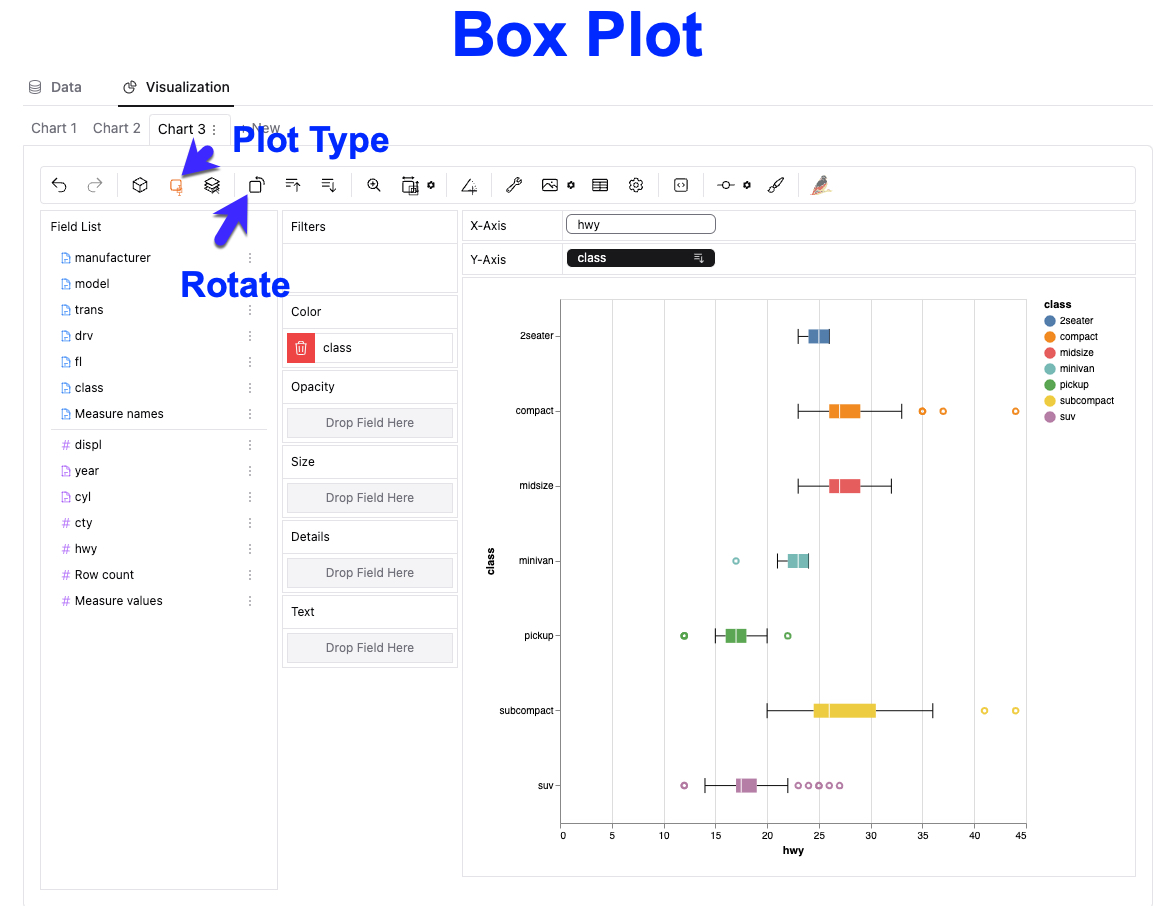 Box Plot
Data Visualization
Chart 1 Chart 2 Chart 3 + New
Plot Type
Rotate
Field List
manufacturer
model
trans
drv
fl
class
Measure names
displ
year
cyl
cty
hwy
Row count
Measure values
Filters
Color
class
Opacity
Drop Field Here
Size
Drop Field Here
Details
Drop Field Here
Text
Drop Field Here
X-Axis hwy
Y-Axis class
class
2seater
compact
midsize
minivan
pickup
subcompact
suv
class
2seater
compact
midsize
minivan
pickup
subcompact
suv
0 5 10 15 20 25 30 35 40 45
hwy